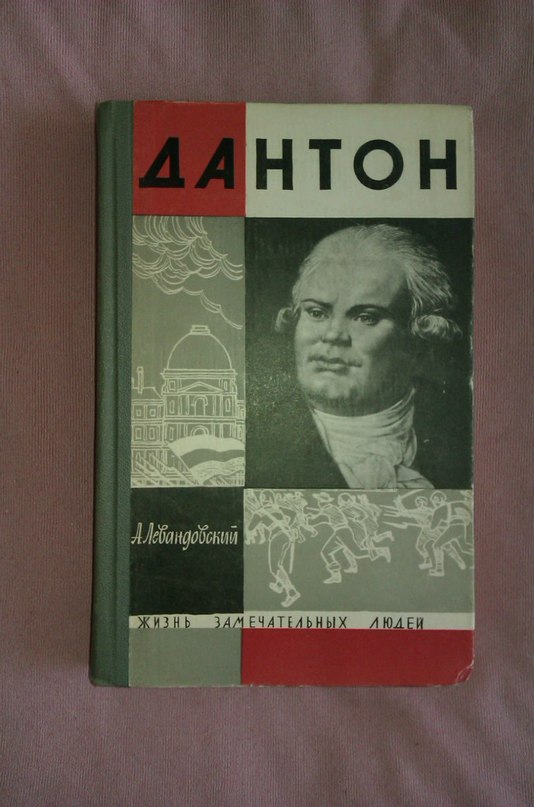 ДАНТОН
А.Левандовский
ЖИЗНЬ ЗАМЕЧАТЕЛЬНЫХ ЛЮДЕЙ